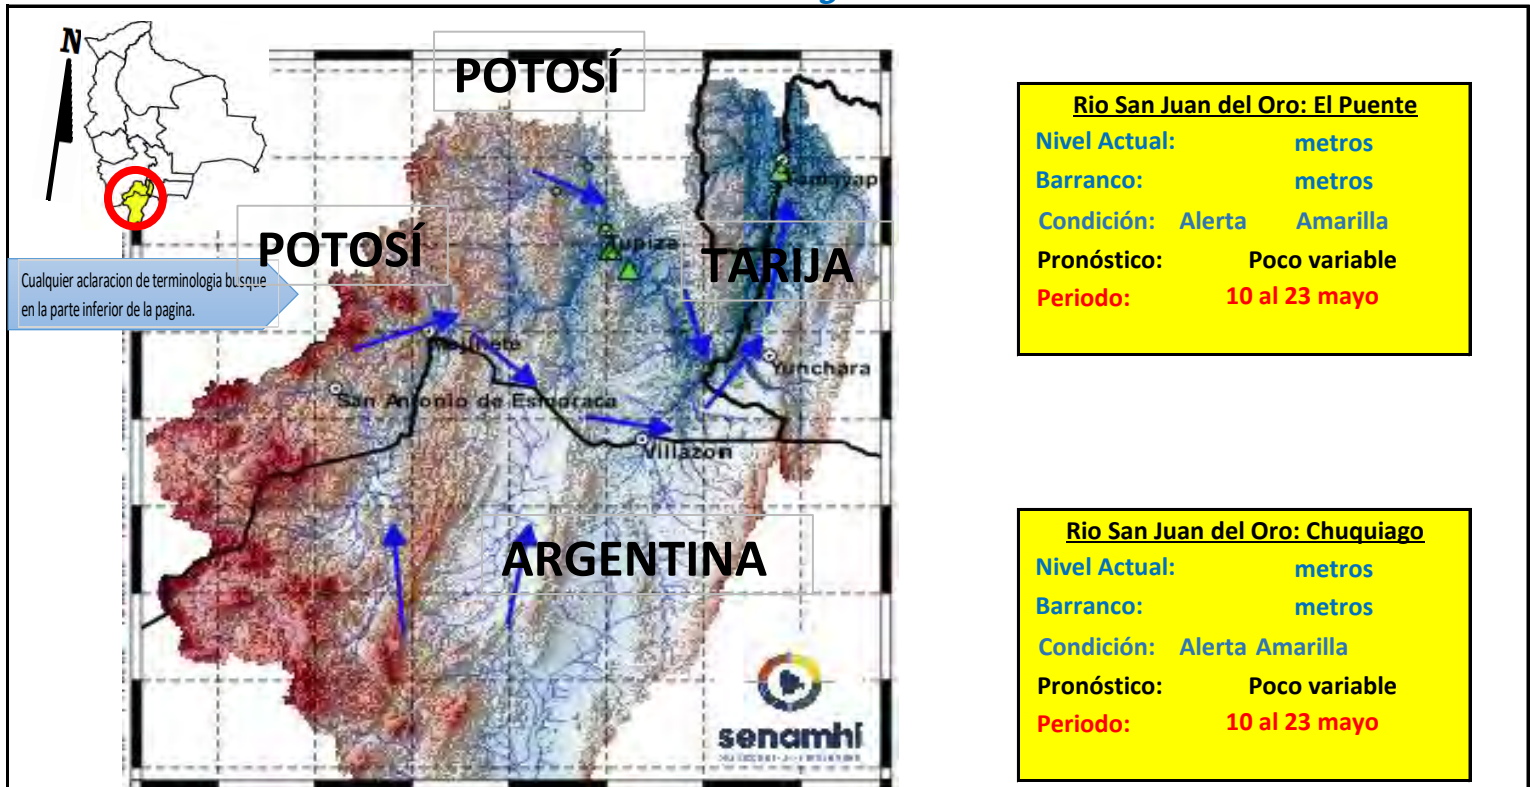 N
POTOSÍ
POTOSÍ
TARIJA
ARGENTINA
Cualquier aclaracion de terminologia busque
en la parte inferior de la pagina.
Tupiza
Yunchara
San Antonio de Esmoraca
Villazon
senamhi
Rio San Juan del Oro: El Puente
Nivel Actual: metros
Barranco: metros
Condición: Alerta Amarilla
Pronóstico: Poco variable
Periodo: 10 al 23 mayo
Rio San Juan del Oro: Chuquiago
Nivel Actual: metros
Barranco: metros
Condición: Alerta Amarilla
Pronóstico: Poco variable
Periodo: 10 al 23 mayo